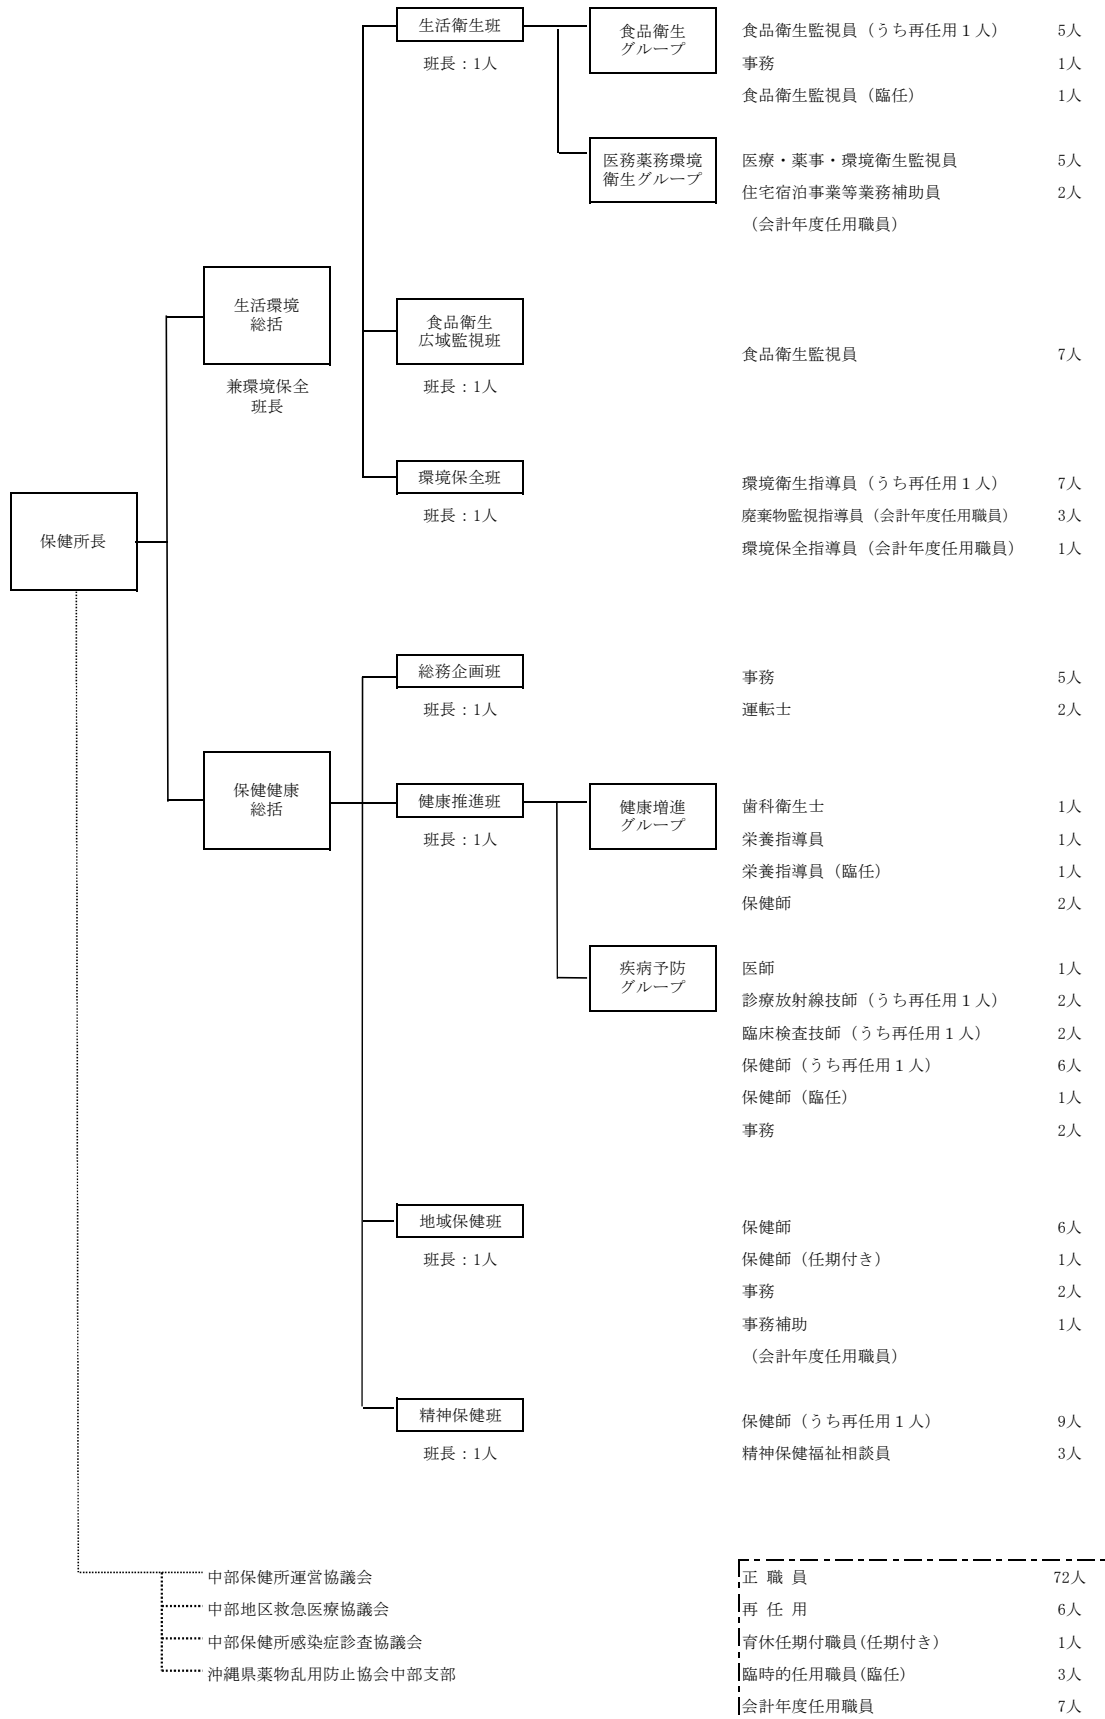 生活衛生班
班長：1人
食品衛生
グループ
食品衛生監視員（うち再任用１人） 5人
事務 1人
食品衛生監視員（臨任） 1人
医務薬務環境
衛生グループ
医療・薬事・環境衛生監視員 5人
住宅宿泊事業等業務補助員 2人
（会計年度任用職員）
生活環境
総括
兼環境保全
班長
食品衛生
広域監視班
班長：1人
食品衛生監視員 7人
環境保全班
班長：1人
環境衛生指導員（うち再任用１人） 7人
廃棄物監視指導員（会計年度任用職員） 3人
環境保全指導員（会計年度任用職員） 1人
保健所長
総務企画班
班長：1人
事務 5人
運転士 2人
保健健康
総括
健康推進班
班長：1人
健康増進
グループ
歯科衛生士 1人
栄養指導員 1人
栄養指導員（臨任） 1人
保健師 2人
疾病予防
グループ
医師 1人
診療放射線技師（うち再任用１人） 2人
臨床検査技師（うち再任用１人） 2人
保健師（うち再任用１人） 6人
保健師（臨任） 1人
事務 2人
地域保健班
班長：1人
保健師 6人
保健師（任期付き） 1人
事務 2人
事務補助 1人
（会計年度任用職員）
精神保健班
班長：1人
保健師（うち再任用１人） 9人
精神保健福祉相談員 3人
中部保健所運営協議会
中部地区救急医療協議会
中部保健所感染症診査協議会
沖縄県薬物乱用防止協会中部支部
正 職 員 72人
再 任 用 6人
育休任期付職員(任期付き) 1人
臨時的任用職員(臨任) 3人
会計年度任用職員 7人